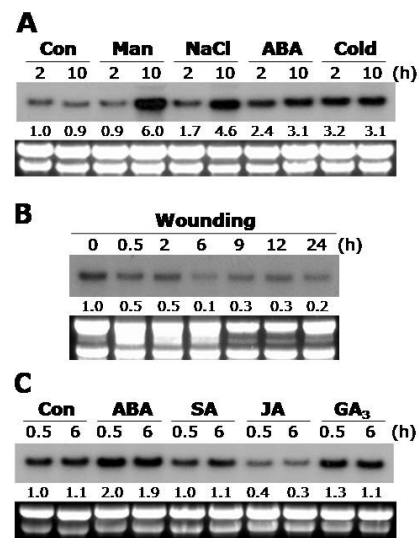 A
Con Man NaCl ABA Cold
2 10 2 10 2 10 2 10 2 10 (h)
1.0 0.9 0.9 6.0 1.7 4.6 2.4 3.1 3.2 3.1
B
Wounding
0 0.5 2 6 9 12 24 (h)
1.0 0.5 0.5 0.1 0.3 0.3 0.2
C
Con ABA SA JA GA3
0.5 6 0.5 6 0.5 6 0.5 6 0.5 6 (h)
1.0 1.1 2.0 1.9 1.0 1.1 0.4 0.3 1.3 1.1